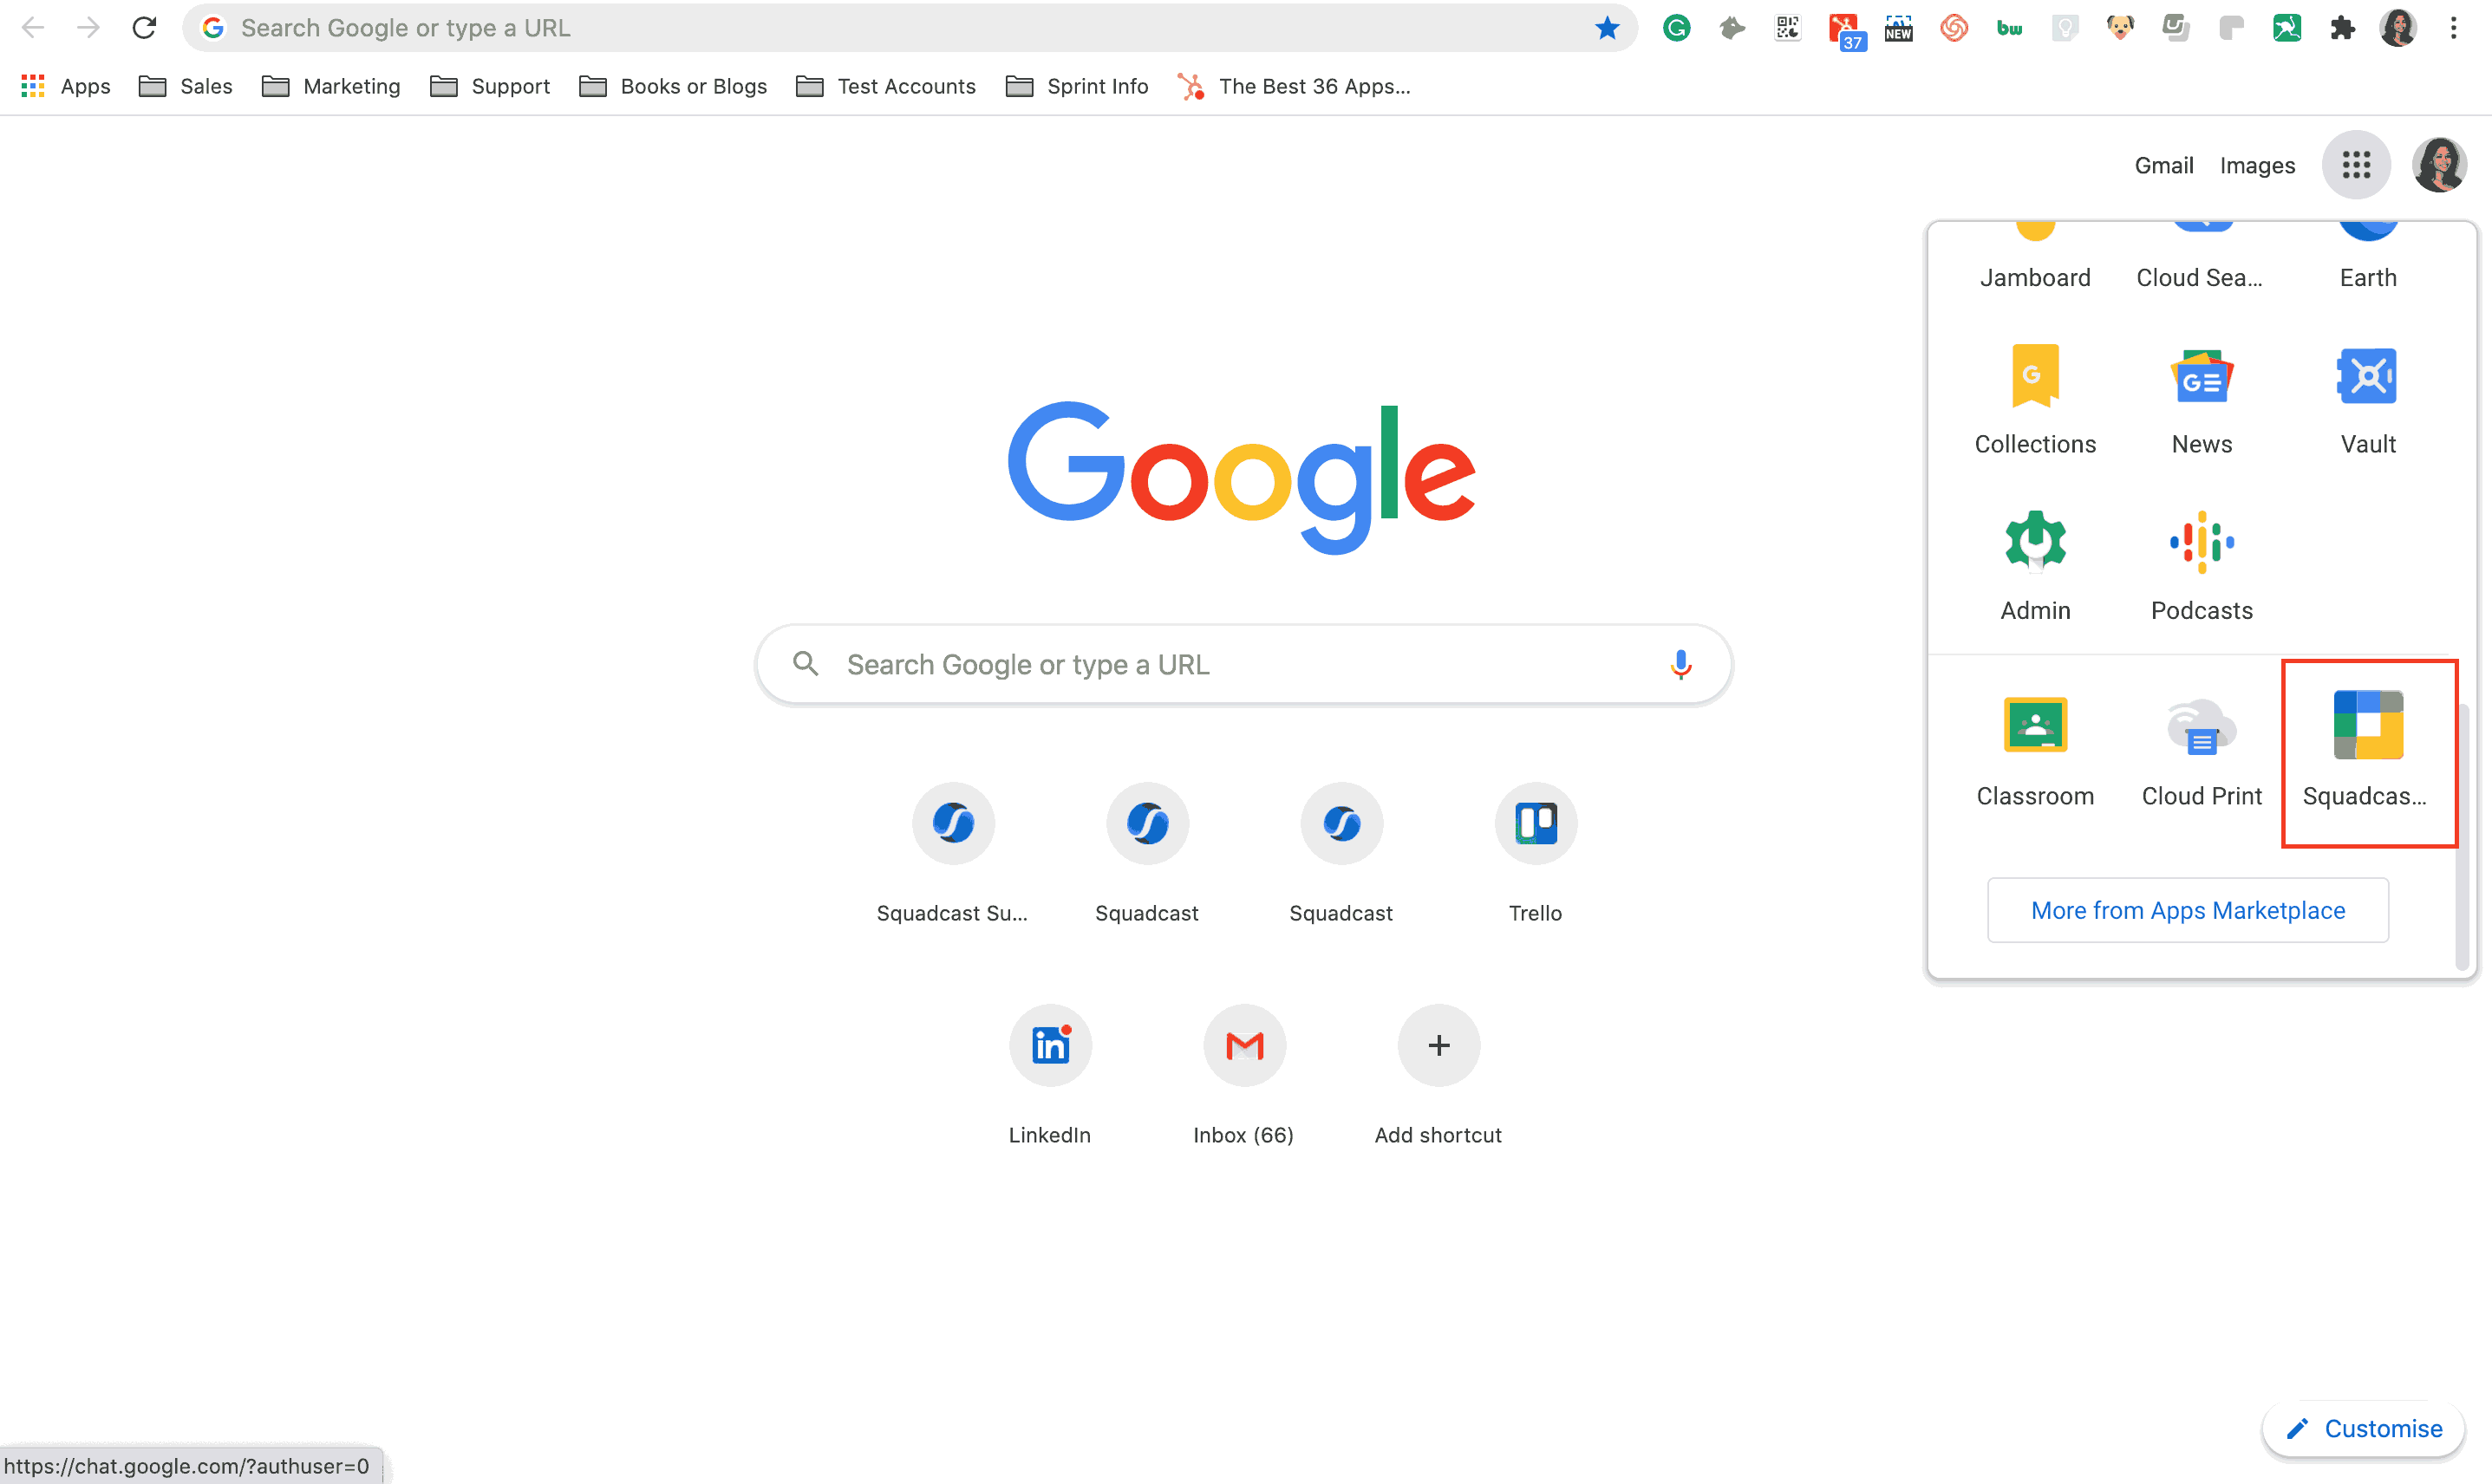 Search Google or type a URL
37
NEW
bw
Apps
Sales
Marketing
Support
Books or Blogs
Test Accounts
Sprint Info
The Best 36 Apps...
Gmail
Images
Jamboard
Cloud Sea...
Earth
Collections
News
Vault
Admin
Podcasts
Classroom
Cloud Print
Squadcas...
More from Apps Marketplace
Google
Search Google or type a URL
Squadcast Su...
Squadcast
Squadcast
Trello
LinkedIn
Inbox (66)
Add shortcut
Customise
https://chat.google.com/?authuser=0